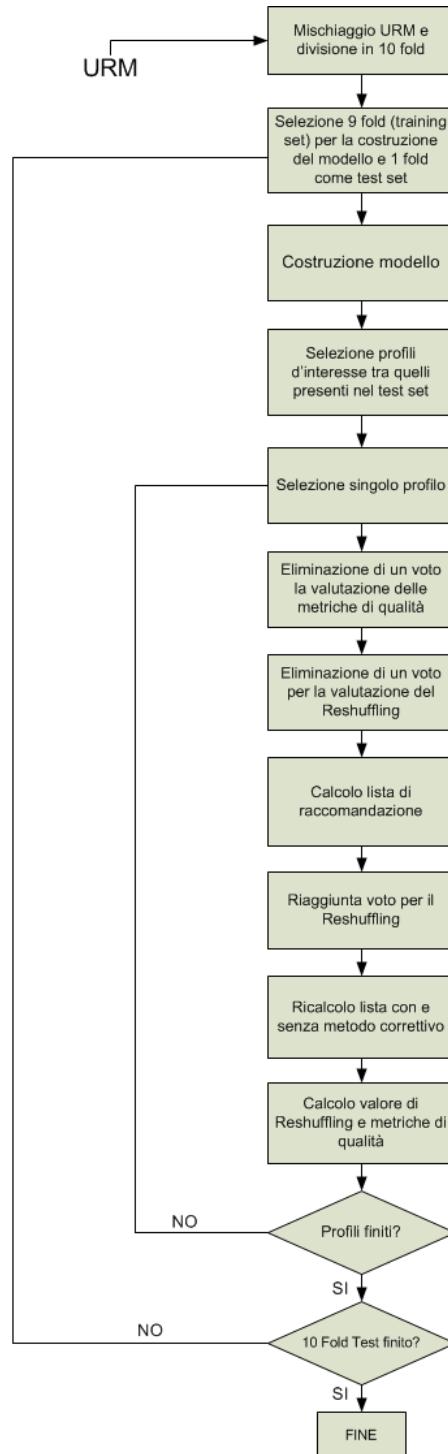 URM
Mischiaggio URM e
divisione in 10 fold
Selezione 9 fold (training
set) per la costruzione
del modello e 1 fold
come test set
Costruzione modello
Selezione profili
d'interesse tra quelli
presenti nel test set
Selezione singolo profilo
Eliminazione di un voto
la valutazione delle
metriche di qualità
Eliminazione di un voto
per la valutazione del
Reshuffling
Calcolo lista di
raccomandazione
Riaggiunta voto per il
Reshuffling
Ricalcolo lista con e
senza metodo correttivo
Calcolo valore di
Reshuffling e metriche di
qualità
Profili finiti?
NO
SI
10 Fold Test finito?
NO
SI
FINE